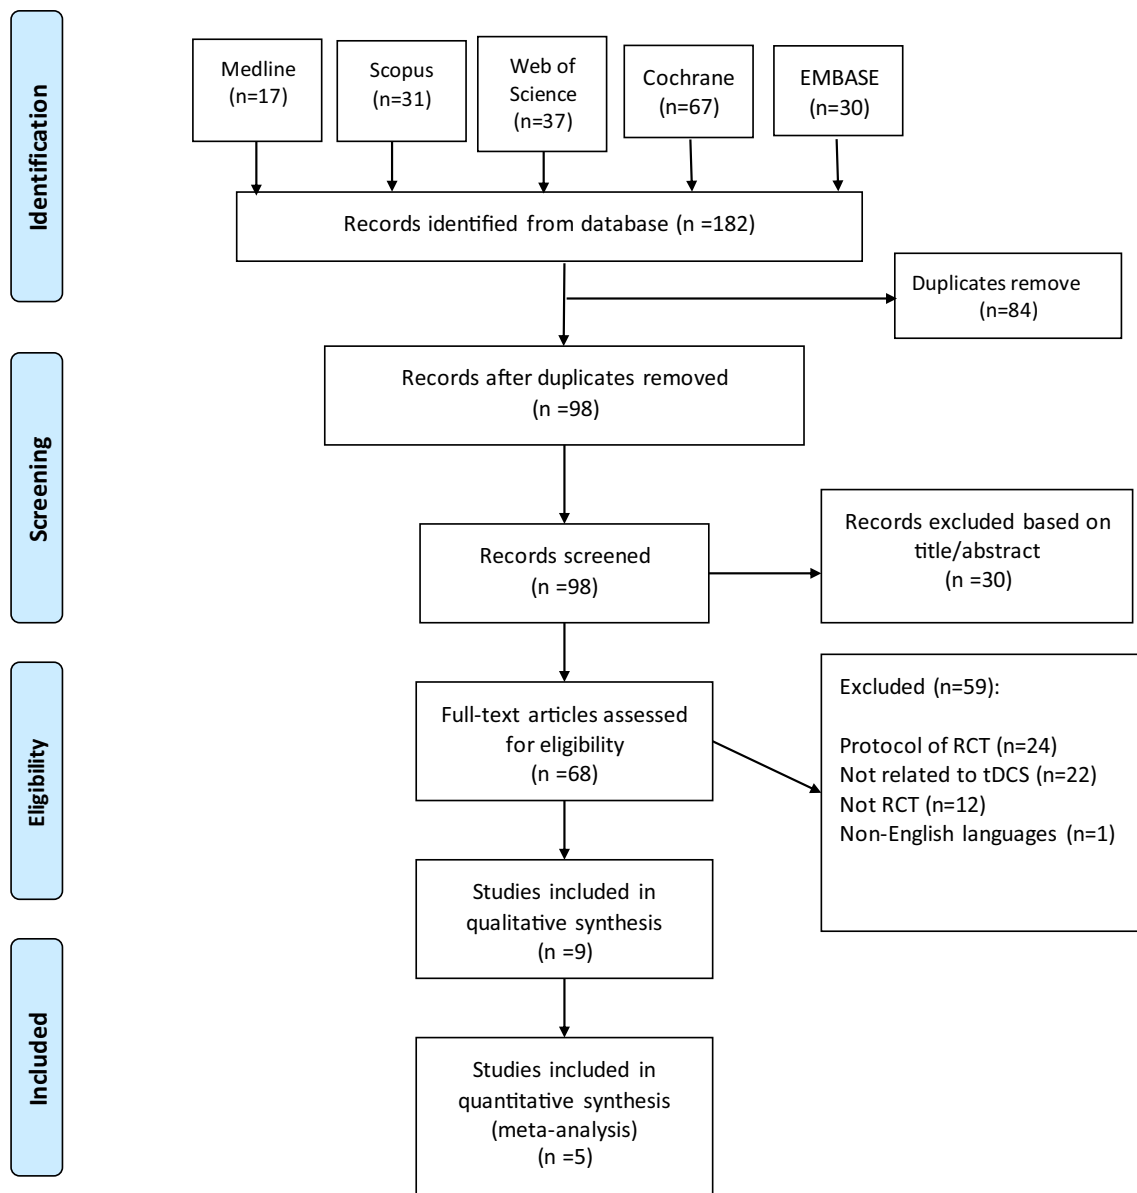 Identification
Medline
(n=17)
Scopus
(n=31)
Web of
Science
(n=37)
Cochrane
(n=67)
EMBASE
(n=30)
Records identified from database (n =182)
Duplicates remove
(n=84)
Screening
Records after duplicates removed
(n =98)
Records screened
(n =98)
Records excluded based on
title/abstract
(n =30)
Eligibility
Full-text articles assessed
for eligibility
(n =68)
Excluded (n=59):
Protocol of RCT (n=24)
Not related to tDCS (n=22)
Not RCT (n=12)
Non-English languages (n=1)
Studies included in
qualitative synthesis
(n =9)
Included
Studies included in
quantitative synthesis
(meta-analysis)
(n =5)